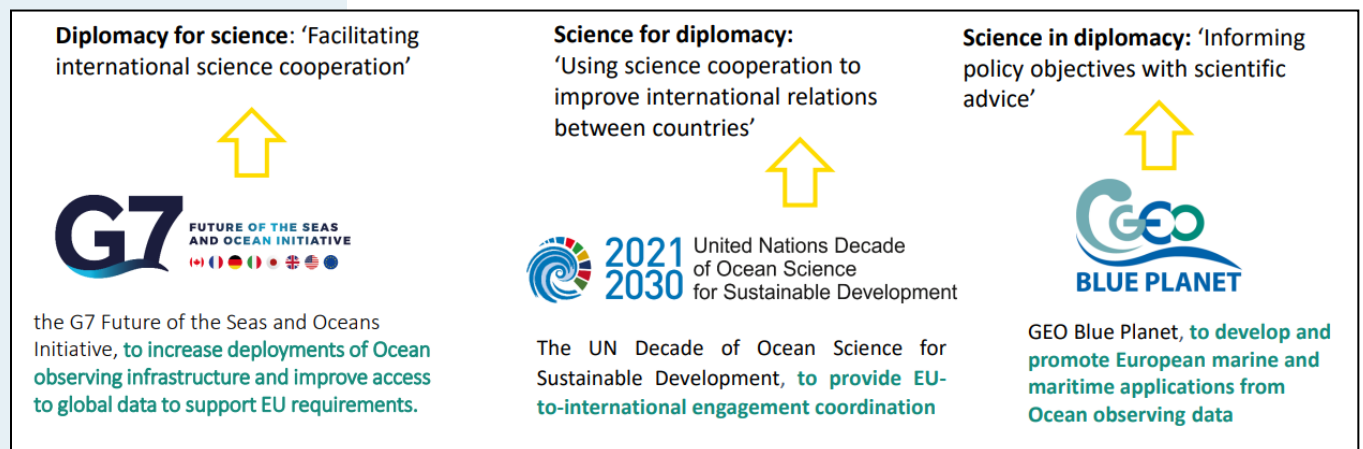 Diplomacy for science: ‘Facilitating
international science cooperation’
G7
FUTURE OF THE SEAS
AND OCEAN INITIATIVE
the G7 Future of the Seas and Oceans
Initiative, to increase deployments of Ocean
observing infrastructure and improve access
to global data to support EU requirements.
Science for diplomacy:
‘Using science cooperation to
improve international relations
between countries’
2021
2030
United Nations Decade
of Ocean Science
for Sustainable Development
The UN Decade of Ocean Science for
Sustainable Development, to provide EU-
to-international engagement coordination
Science in diplomacy: ‘Informing
policy objectives with scientific
advice’
GEO
BLUE PLANET
GEO Blue Planet, to develop and
promote European marine and
maritime applications from
Ocean observing data